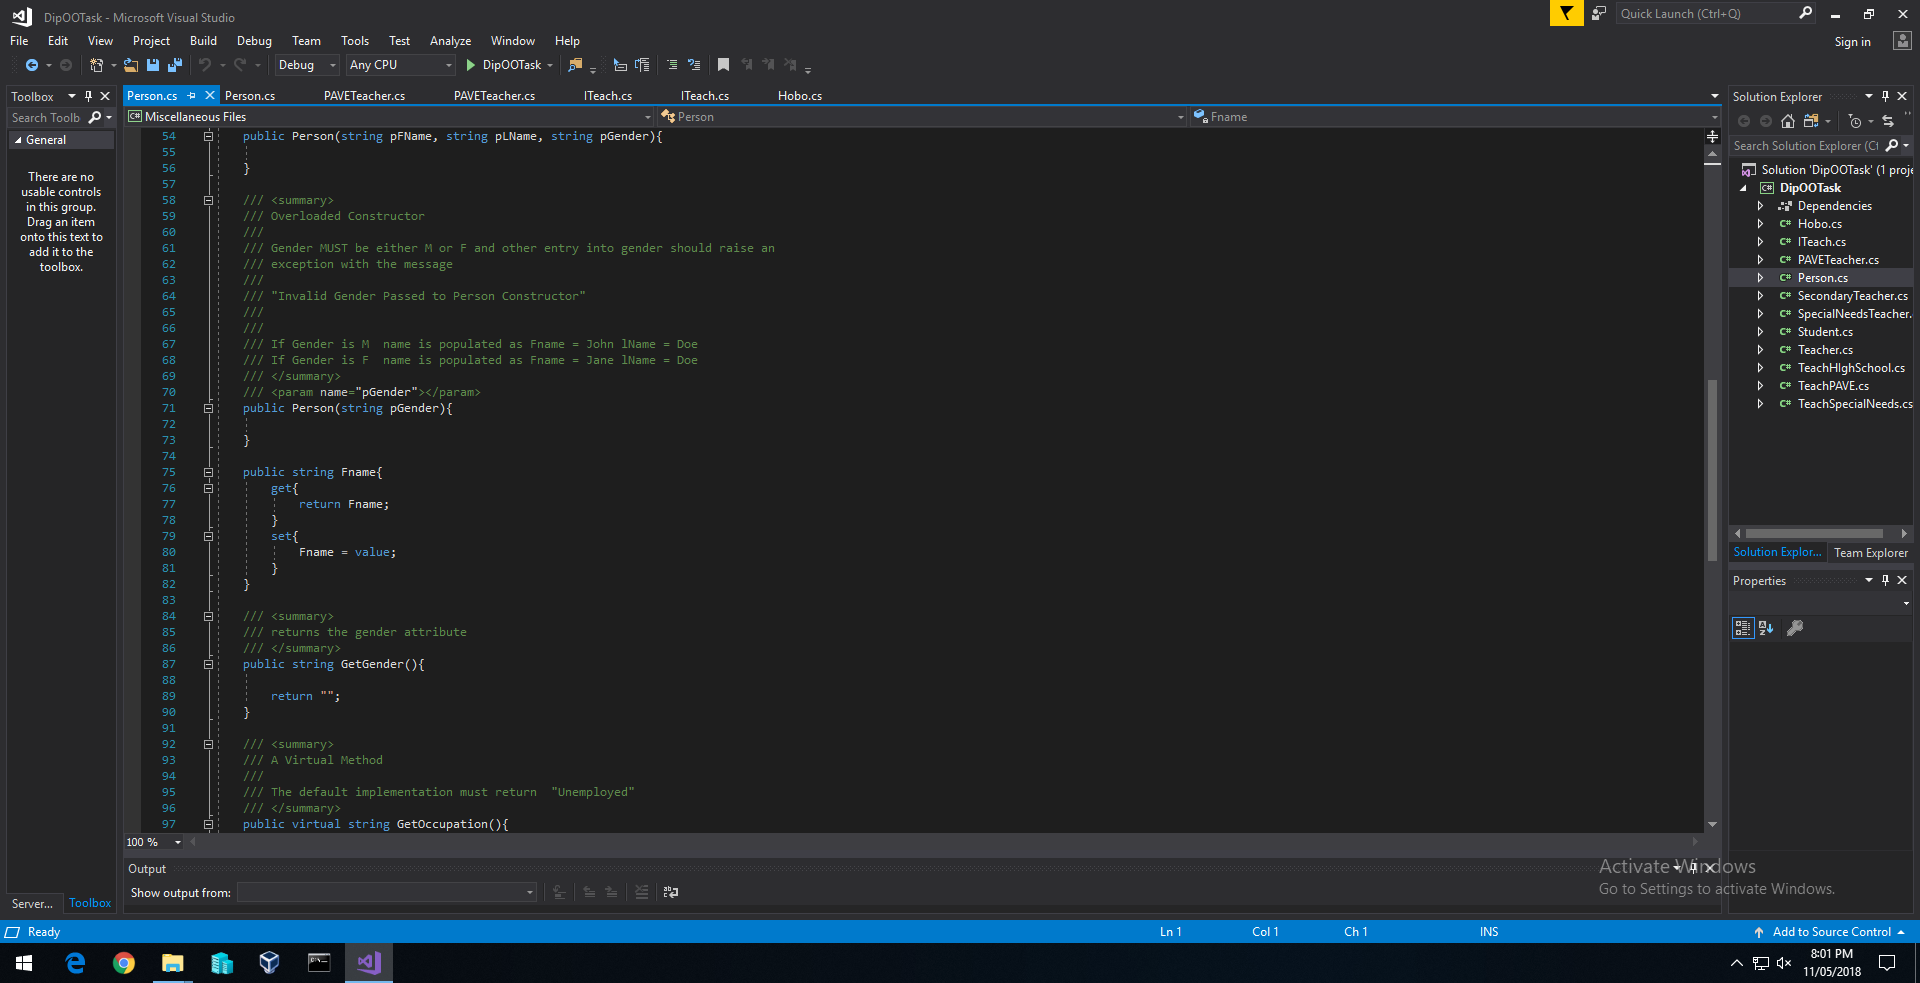 DipOOTask - Microsoft Visual Studio
Quick Launch (Ctrl+Q)
File Edit View Project Build Debug Team Tools Test Analyze Window Help
Sign in
Debug Any CPU DipOOTask
Toolbox
Search Toolb
General
There are no
usable controls
in this group.
Drag an item
onto this text to
add it to the
toolbox.
Server... Toolbox
Person.cs Person.cs PAVETeacher.cs PAVETeacher.cs ITeach.cs ITeach.cs Hobo.cs
C# Miscellaneous Files Person Fname
54 public Person(string pFName, string pLName, string pGender){
55
56 }
57
58 /// <summary>
59 /// Overloaded Constructor
60 ///
61 /// Gender MUST be either M or F and other entry into gender should raise an
62 /// exception with the message
63 ///
64 /// "Invalid Gender Passed to Person Constructor"
65 ///
66 ///
67 /// If Gender is M  name is populated as Fname = John lName = Doe
68 /// If Gender is F  name is populated as Fname = Jane lName = Doe
69 /// </summary>
70 /// <param name="pGender"></param>
71 public Person(string pGender){
72
73 }
74
75 public string Fname{
76 get{
77 return Fname;
78 }
79 set{
80 Fname = value;
81 }
82 }
83
84 /// <summary>
85 /// returns the gender attribute
86 /// </summary>
87 public string GetGender(){
88
89 return "";
90 }
91
92 /// <summary>
93 /// A Virtual Method
94 ///
95 /// The default implementation must return  "Unemployed"
96 /// </summary>
97 public virtual string GetOccupation(){
100 %
Output
Show output from:
Solution Explorer
Search Solution Explorer (Ct
Solution 'DipOOTask' (1 proje
C# DipOOTask
Dependencies
C# Hobo.cs
C# ITeach.cs
C# PAVETeacher.cs
C# Person.cs
C# SecondaryTeacher.cs
C# SpecialNeedsTeacher.
C# Student.cs
C# Teacher.cs
C# TeachHIghSchool.cs
C# TeachPAVE.cs
C# TeachSpecialNeeds.cs
Solution Explor... Team Explorer
Properties
Activate Windows
Go to Settings to activate Windows.
Ready Ln 1 Col 1 Ch 1 INS Add to Source Control
8:01 PM
11/05/2018